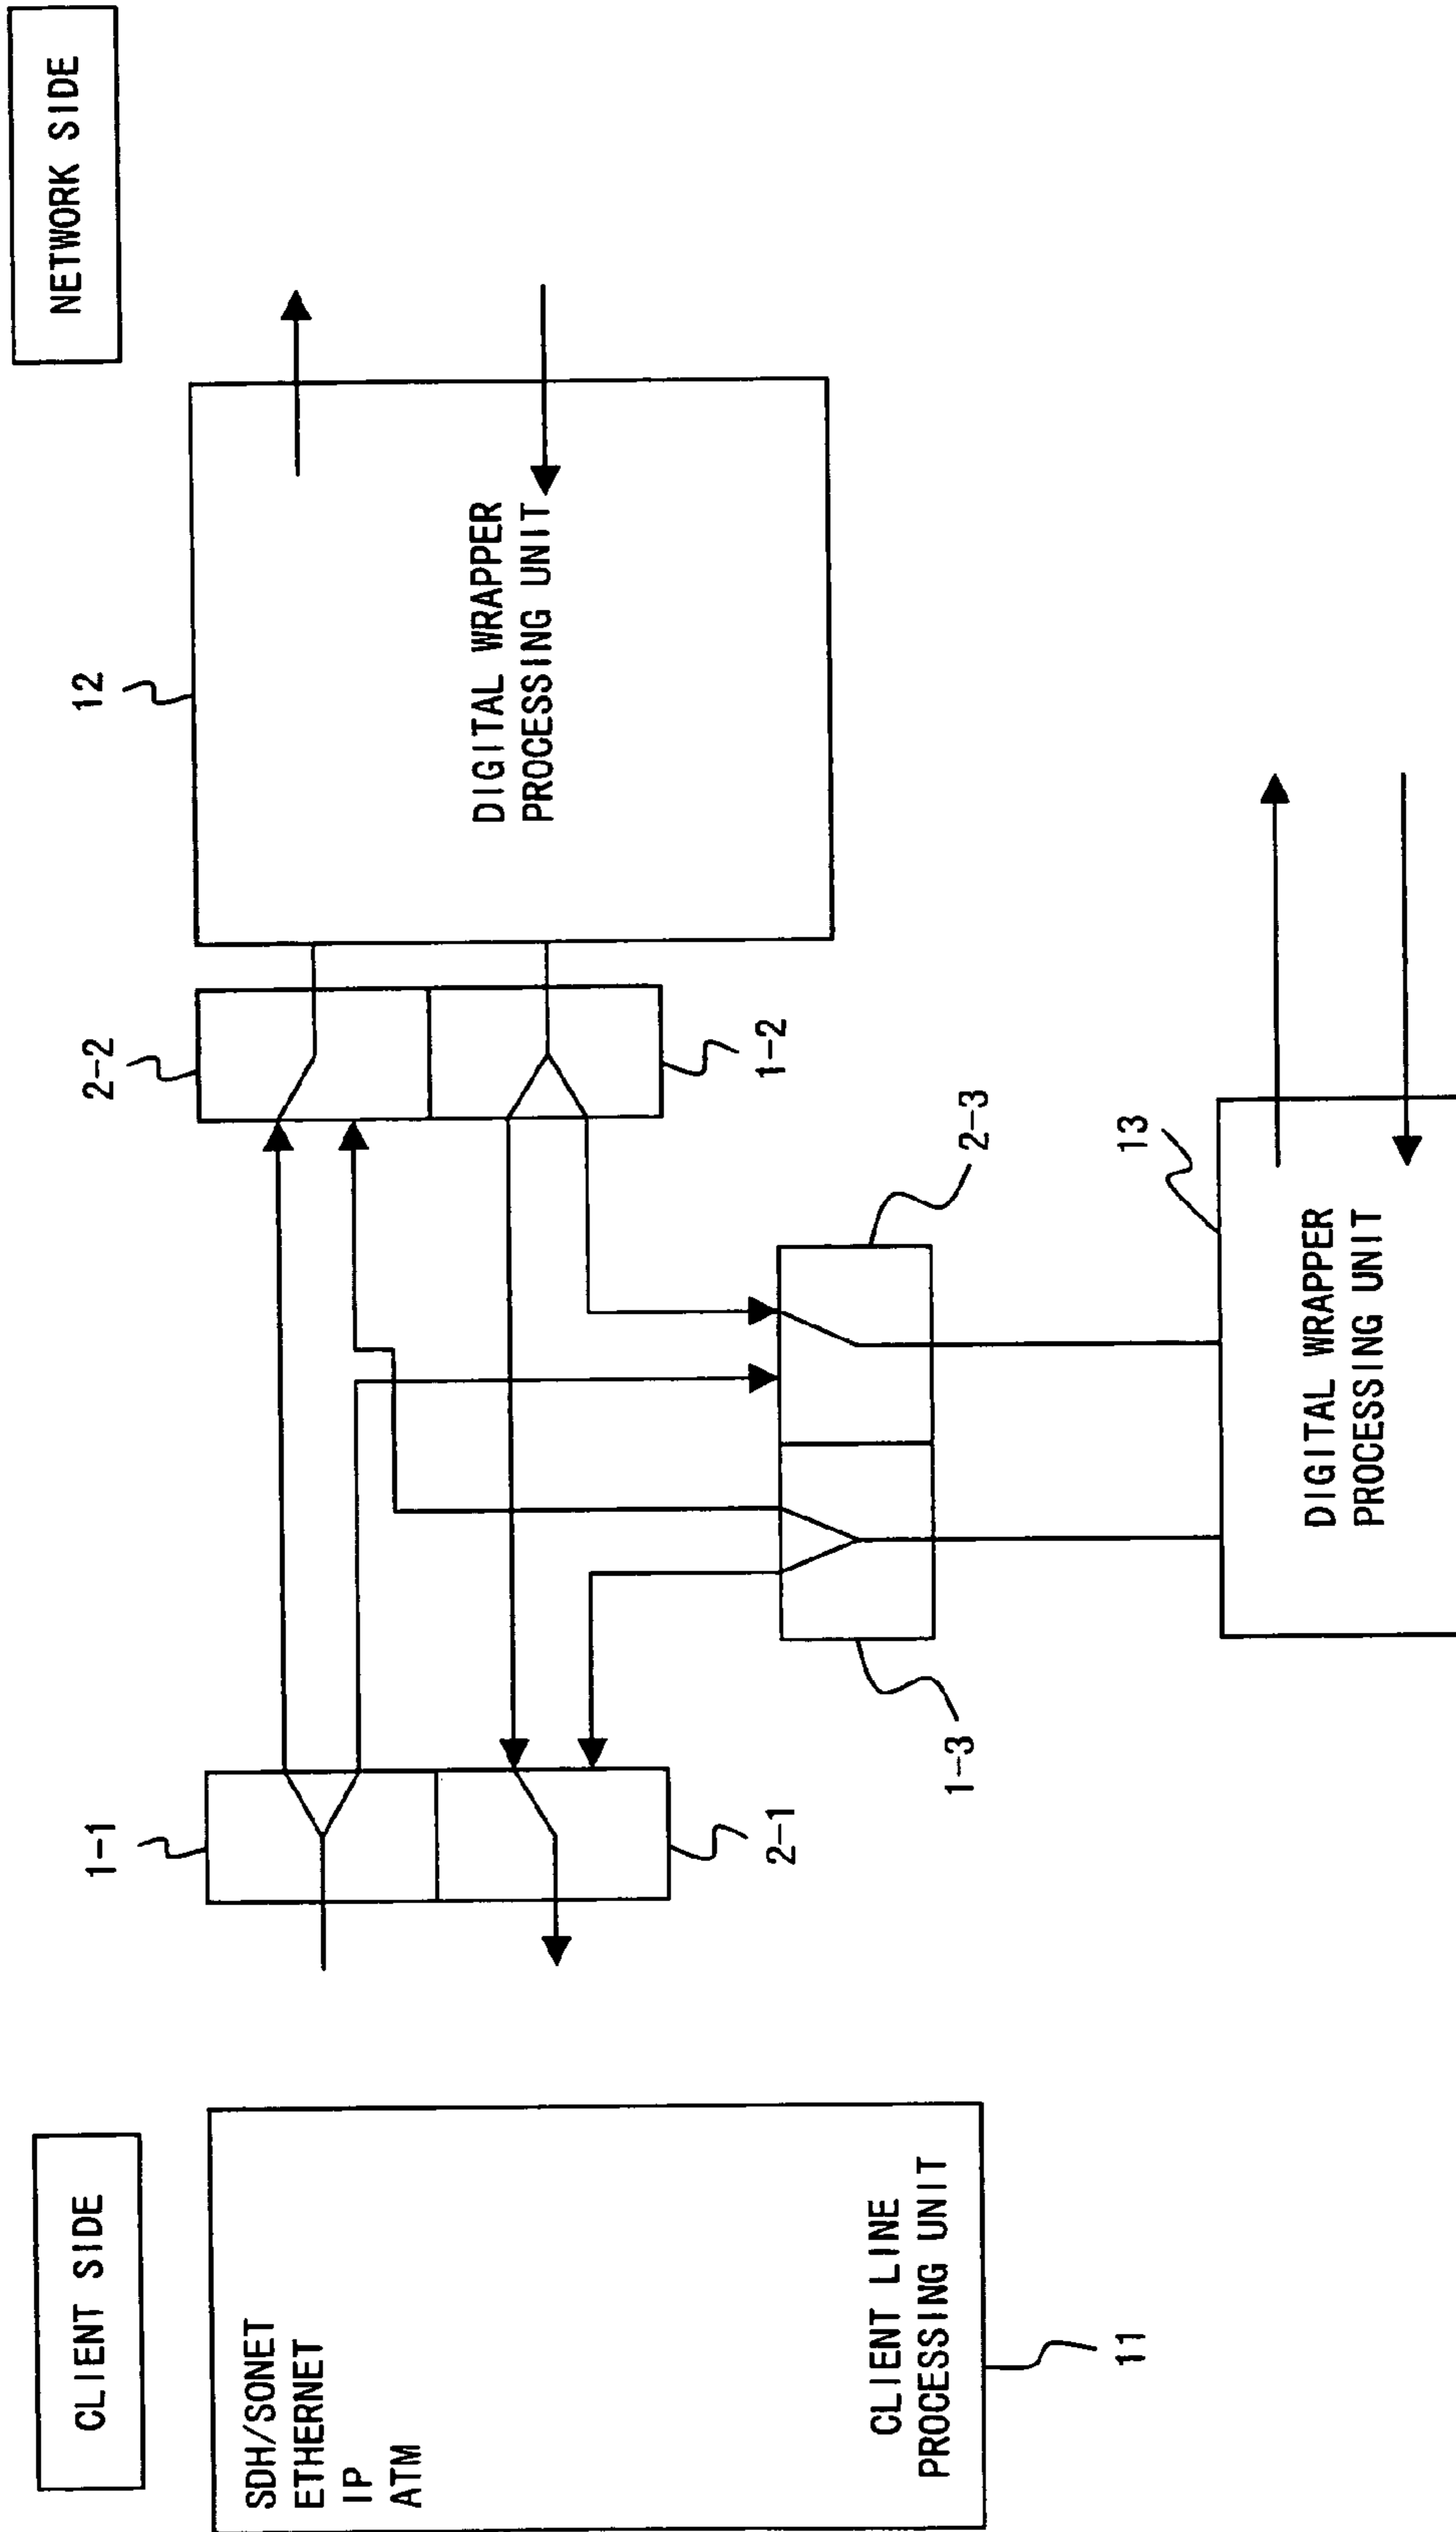 CLIENT SIDE
NETWORK SIDE
SDH/SONET
ETHERNET
IP
ATM
CLIENT LINE
PROCESSING UNIT
11
1-1
2-1
2-2
1-2
12
DIGITAL WRAPPER
PROCESSING UNIT
1-3
2-3
13
DIGITAL WRAPPER
PROCESSING UNIT